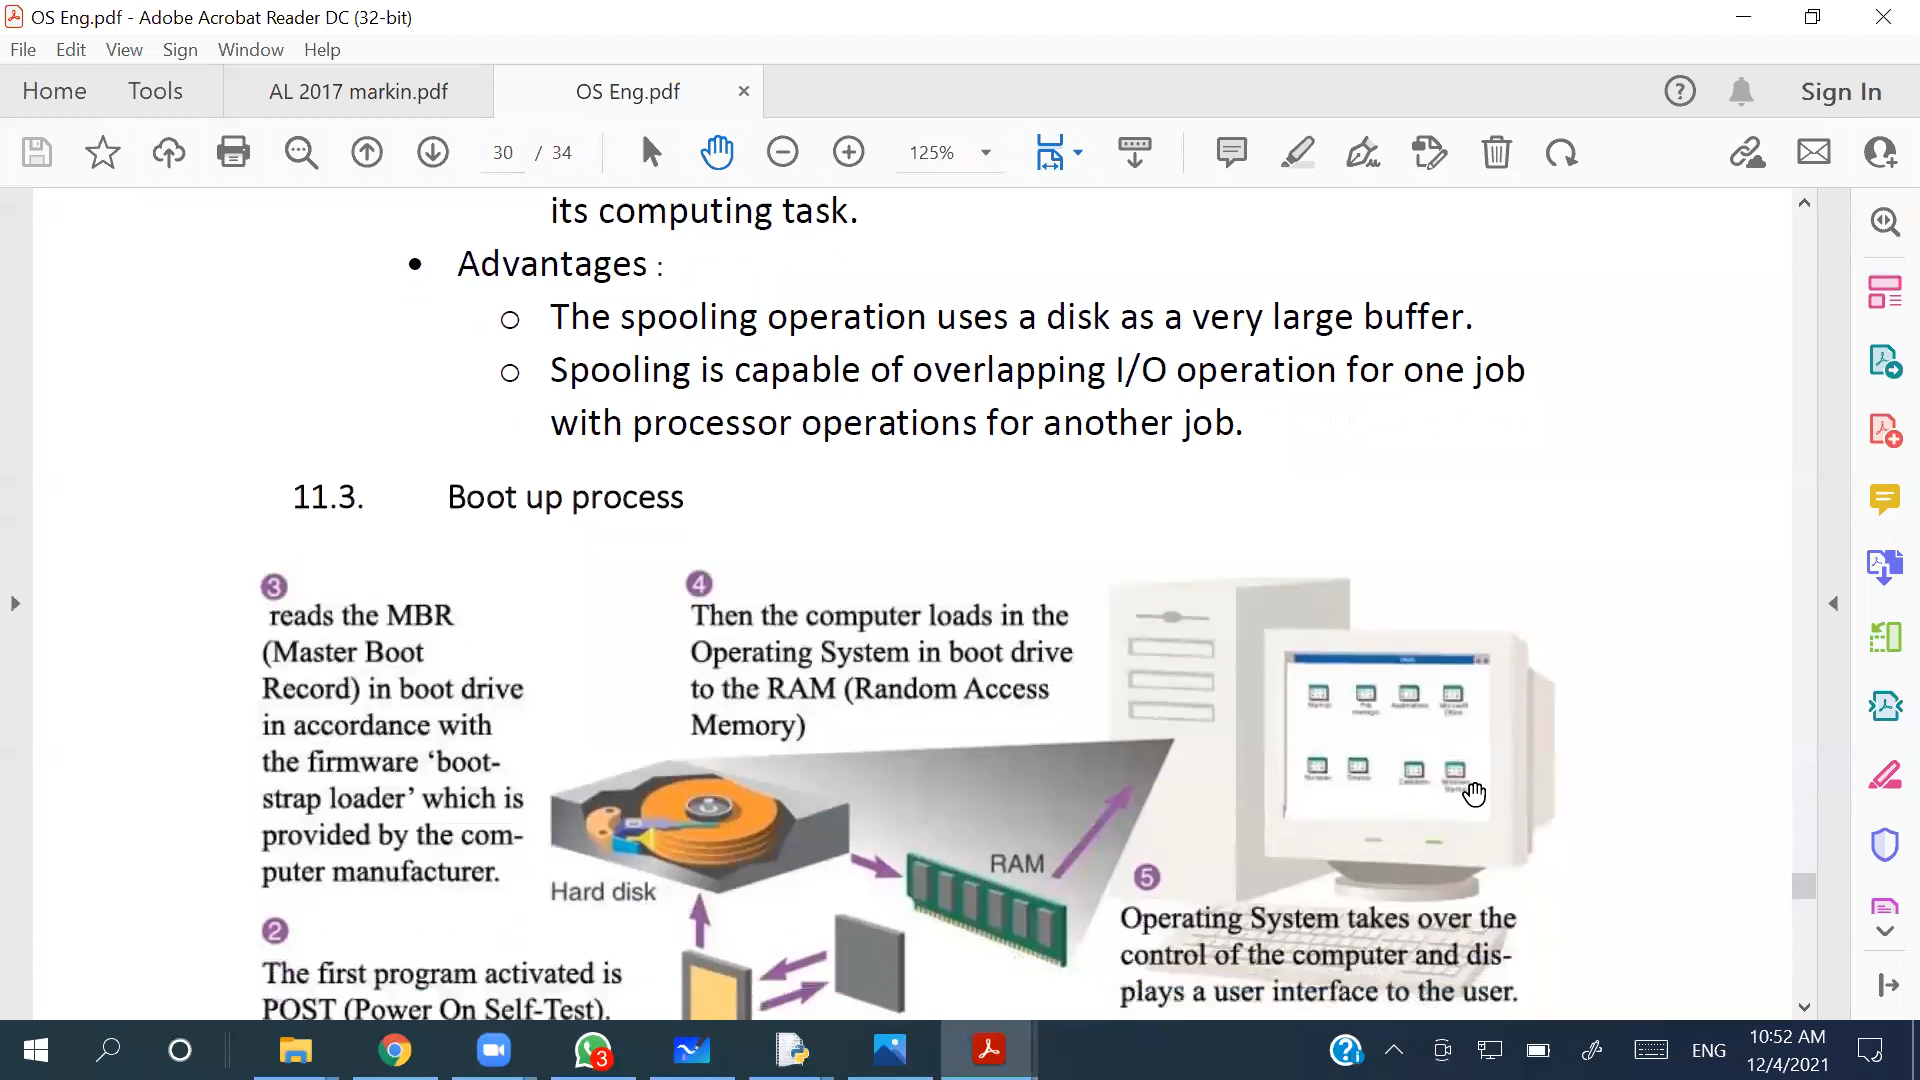 OS Eng.pdf - Adobe Acrobat Reader DC (32-bit)
File Edit View Sign Window Help
Home Tools AL 2017 markin.pdf OS Eng.pdf Sign In
30 / 34 125%
its computing task.
• Advantages :
o The spooling operation uses a disk as a very large buffer.
o Spooling is capable of overlapping I/O operation for one job
with processor operations for another job.
11.3. Boot up process
3
reads the MBR
(Master Boot
Record) in boot drive
in accordance with
the firmware ‘boot-
strap loader’ which is
provided by the com-
puter manufacturer.
4
Then the computer loads in the
Operating System in boot drive
to the RAM (Random Access
Memory)
Hard disk
RAM
2
The first program activated is
POST (Power On Self-Test).
5
Operating System takes over the
control of the computer and dis-
plays a user interface to the user.
3
ENG
10:52 AM
12/4/2021